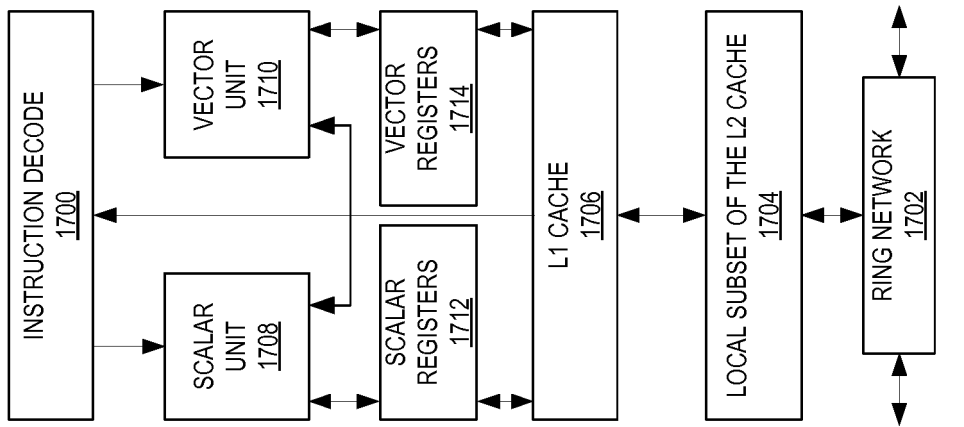 INSTRUCTION DECODE
1700
SCALAR
UNIT
1708
VECTOR
UNIT
1710
SCALAR
REGISTERS
1712
VECTOR
REGISTERS
1714
L1 CACHE
1706
LOCAL SUBSET OF THE L2 CACHE
1704
RING NETWORK
1702